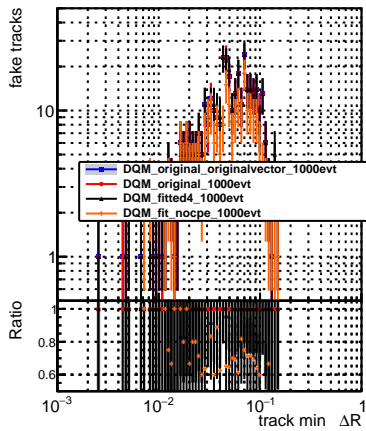 fake tracks
10
1
DQM_original_originalvector_1000evt
DQM_original_1000evt
DQM_fitted4_1000evt
DQM_fit_nocpe_1000evt
Ratio
1
0.8
0.6
10⁻³ 10⁻² 10⁻¹ 1
track min ΔR